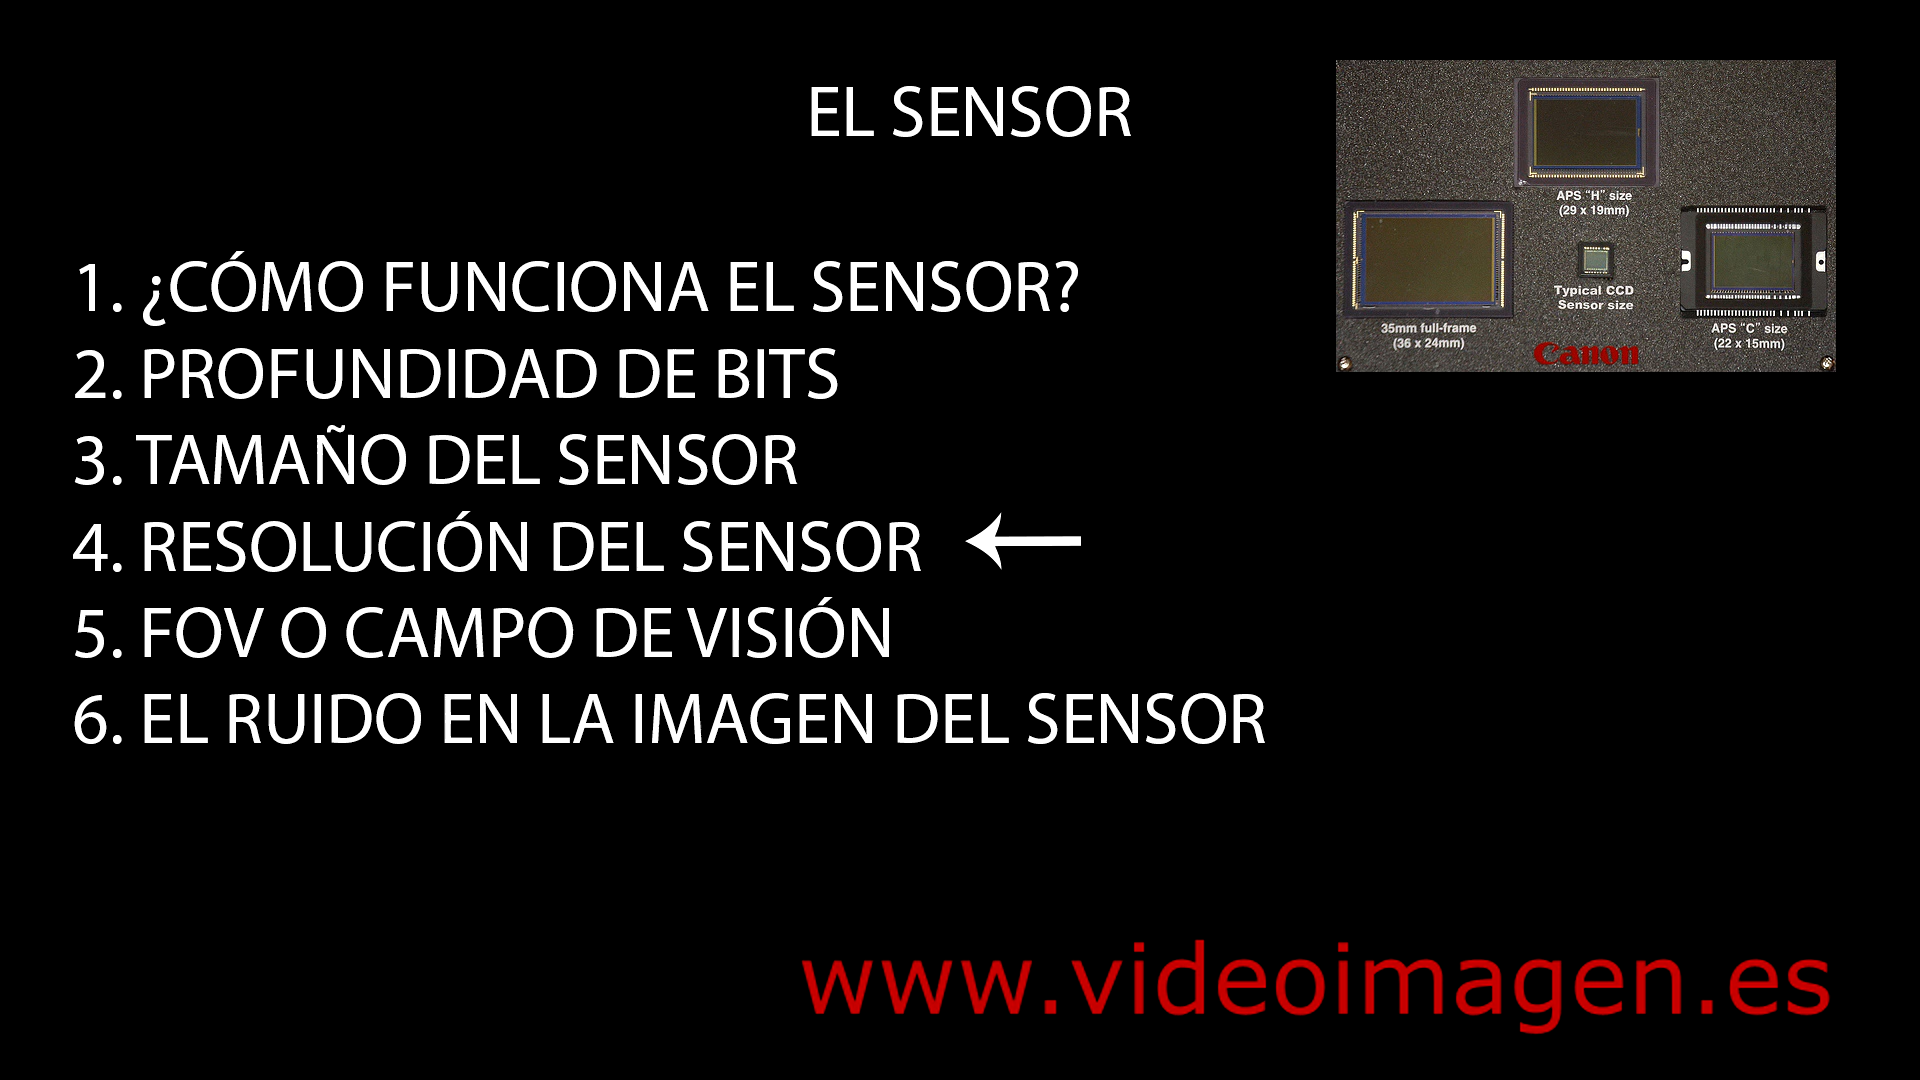 EL SENSOR
1. ¿CÓMO FUNCIONA EL SENSOR?
2. PROFUNDIDAD DE BITS
3. TAMAÑO DEL SENSOR
4. RESOLUCIÓN DEL SENSOR
5. FOV O CAMPO DE VISIÓN
6. EL RUIDO EN LA IMAGEN DEL SENSOR
APS "H" size
(29 x 19mm)
Typical CCD
Sensor size
35mm full-frame
(36 x 24mm)
APS "C" size
(22 x 15mm)
Canon
www.videoimagen.es